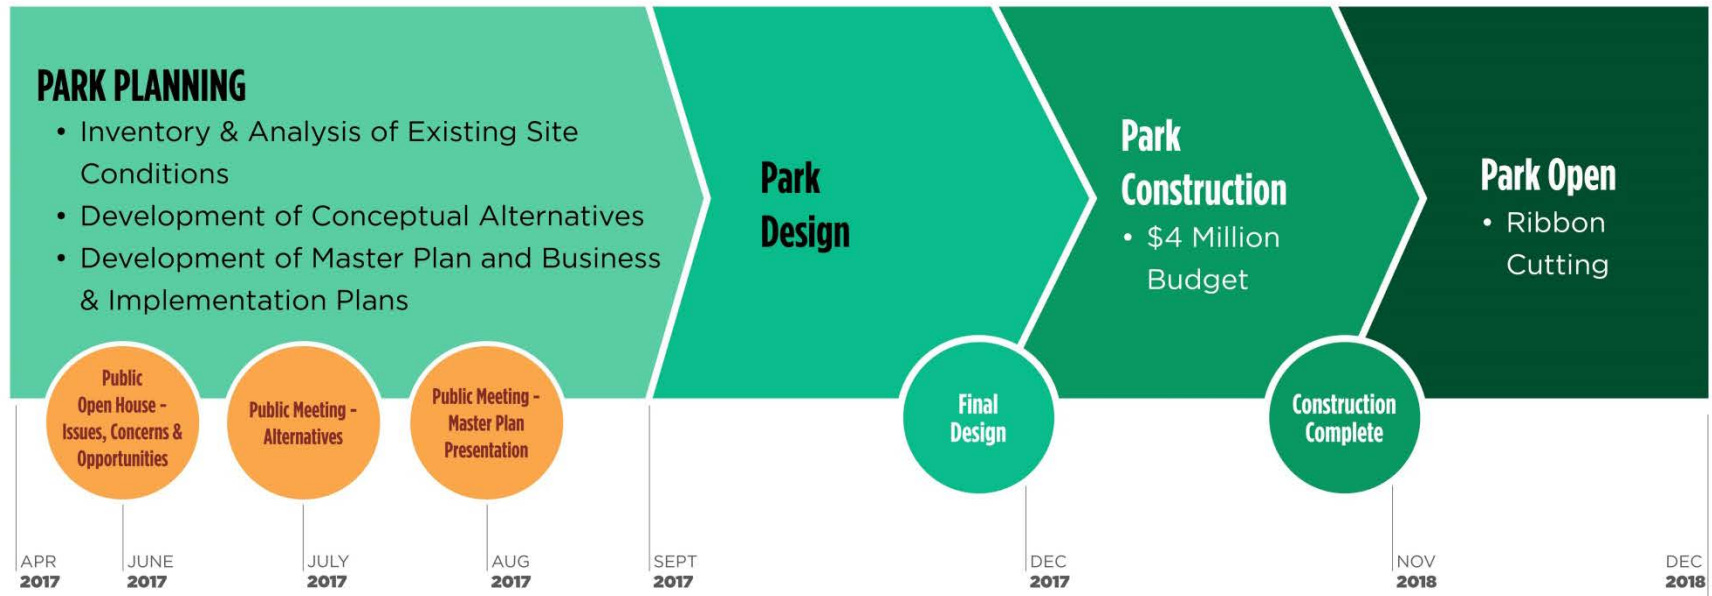 PARK PLANNING
• Inventory & Analysis of Existing Site
Conditions
• Development of Conceptual Alternatives
• Development of Master Plan and Business
& Implementation Plans
Park
Design
Park
Construction
• $4 Million
Budget
Park Open
• Ribbon
Cutting
Public
Open House -
Issues, Concerns &
Opportunities
Public Meeting -
Alternatives
Public Meeting -
Master Plan
Presentation
Final
Design
Construction
Complete
APR
2017
JUNE
2017
JULY
2017
AUG
2017
SEPT
2017
DEC
2017
NOV
2018
DEC
2018